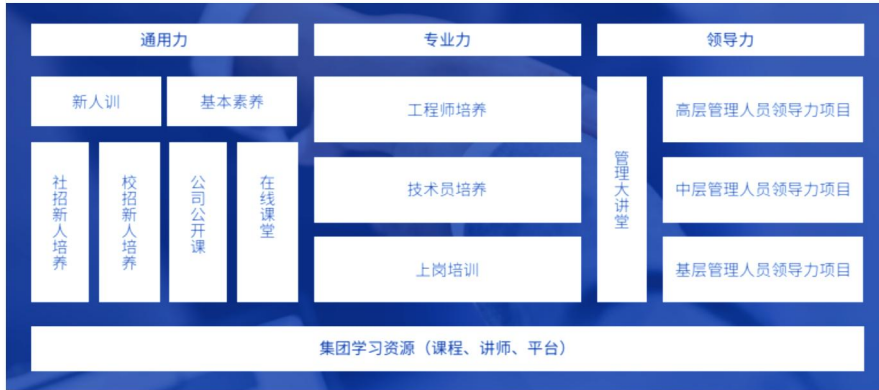 通用力
专业力
领导力
新人训
基本素养
社招新人培养
校招新人培养
公司公开课
在线课堂
工程师培养
技术员培养
上岗培训
管理大讲堂
高层管理人员领导力项目
中层管理人员领导力项目
基层管理人员领导力项目
集团学习资源（课程、讲师、平台）